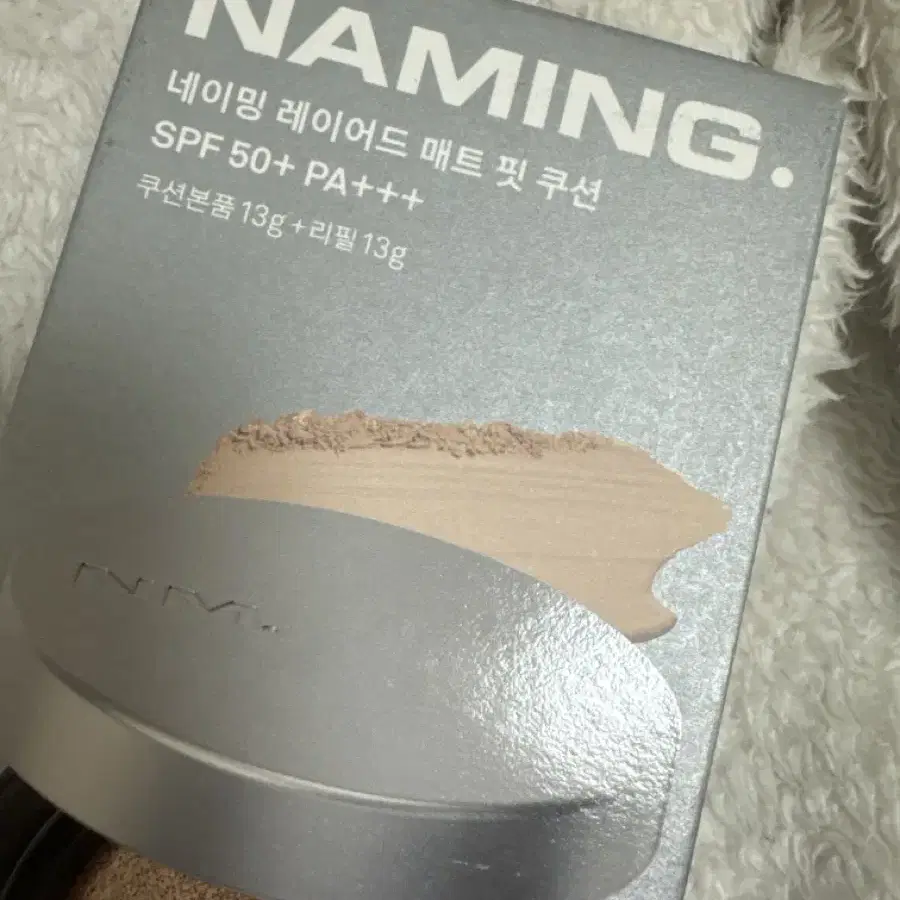 NAMING.
네이밍 레이어드 매트 핏 쿠션
SPF 50+ PA+++
쿠션본품 13g + 리필 13g
NM.